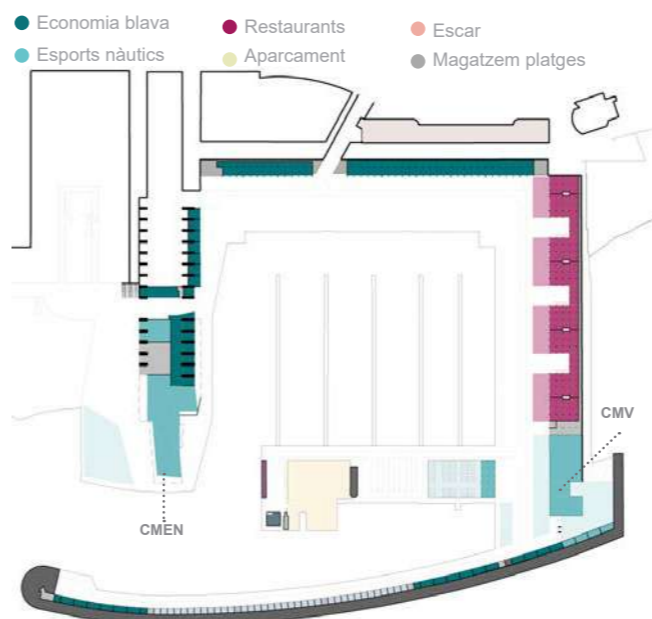 Economia blava
Restaurants
Escar
Esports nàutics
Aparcament
Magatzem platges
CMV
CMEN